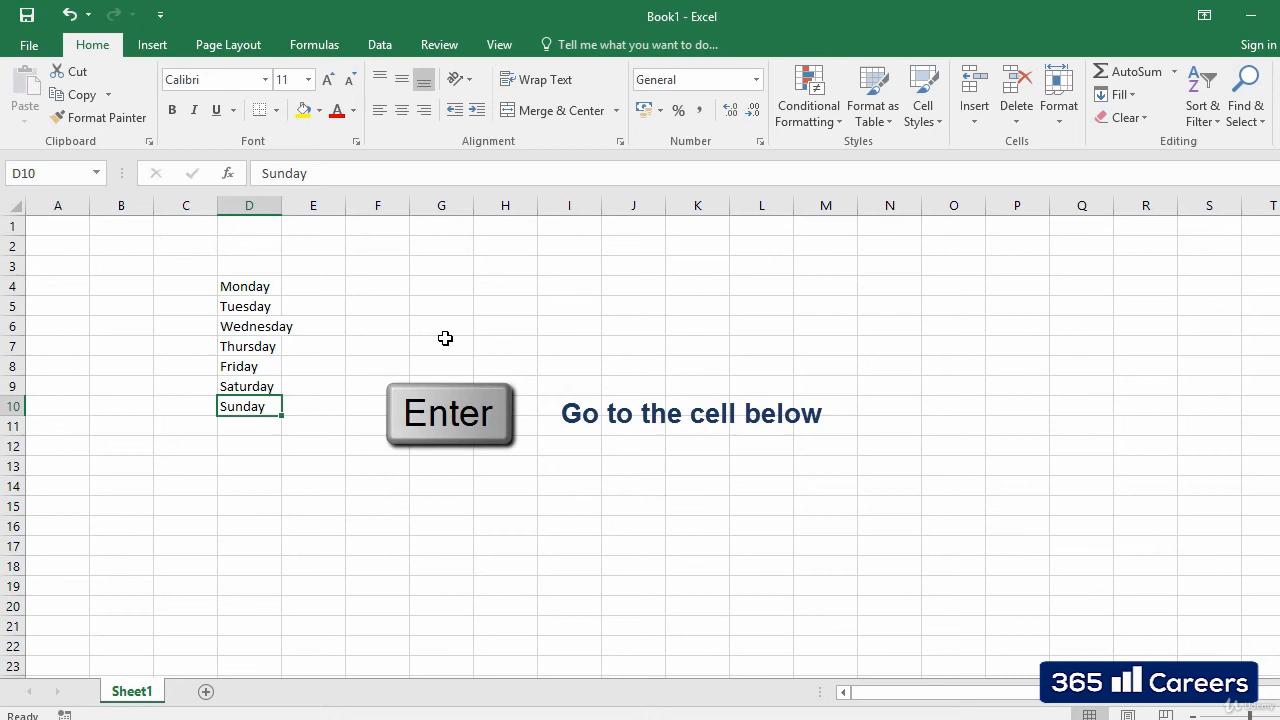 Book1 - Excel
File Home Insert Page Layout Formulas Data Review View Tell me what you want to do... Sign in
Paste
Cut
Copy
Format Painter
Clipboard
Calibri 11
B I U
Font
Wrap Text
Merge & Center
Alignment
General
%
Number
Conditional
Formatting
Format as
Table
Cell
Styles
Styles
Insert
Delete
Format
Cells
AutoSum
Fill
Clear
Sort &
Filter
Find &
Select
Editing
D10 fx Sunday
A B C D E F G H I J K L M N O P Q R S T
1
2
3
4 Monday
5 Tuesday
6 Wednesday
7 Thursday
8 Friday
9 Saturday
10 Sunday
Enter Go to the cell below
11
12
13
14
15
16
17
18
19
20
21
22
23
365 Careers
Sheet1
Udemy
Ready